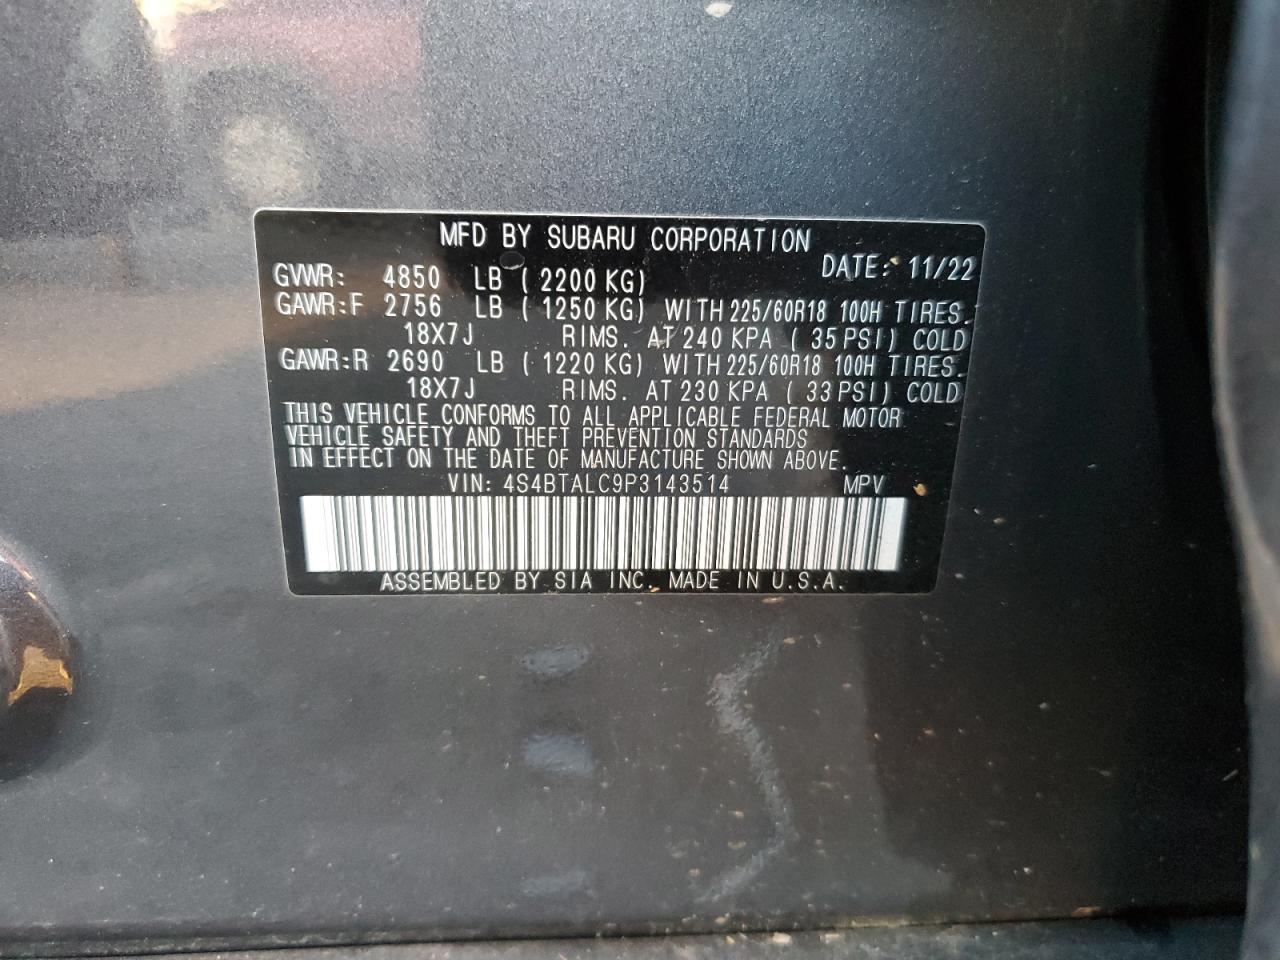 MFD BY SUBARU CORPORATION
DATE: 11/22
GVWR: 4850 LB ( 2200 KG)
GAWR:F 2756 LB ( 1250 KG) WITH 225/60R18 100H TIRES.
18X7J RIMS. AT 240 KPA ( 35 PSI) COLD
GAWR:R 2690 LB ( 1220 KG) WITH 225/60R18 100H TIRES.
18X7J RIMS. AT 230 KPA ( 33 PSI) COLD
THIS VEHICLE CONFORMS TO ALL APPLICABLE FEDERAL MOTOR
VEHICLE SAFETY AND THEFT PREVENTION STANDARDS
IN EFFECT ON THE DATE OF MANUFACTURE SHOWN ABOVE.
VIN: 4S4BTALC9P3143514 MPV
ASSEMBLED BY SIA INC. MADE IN U.S.A.